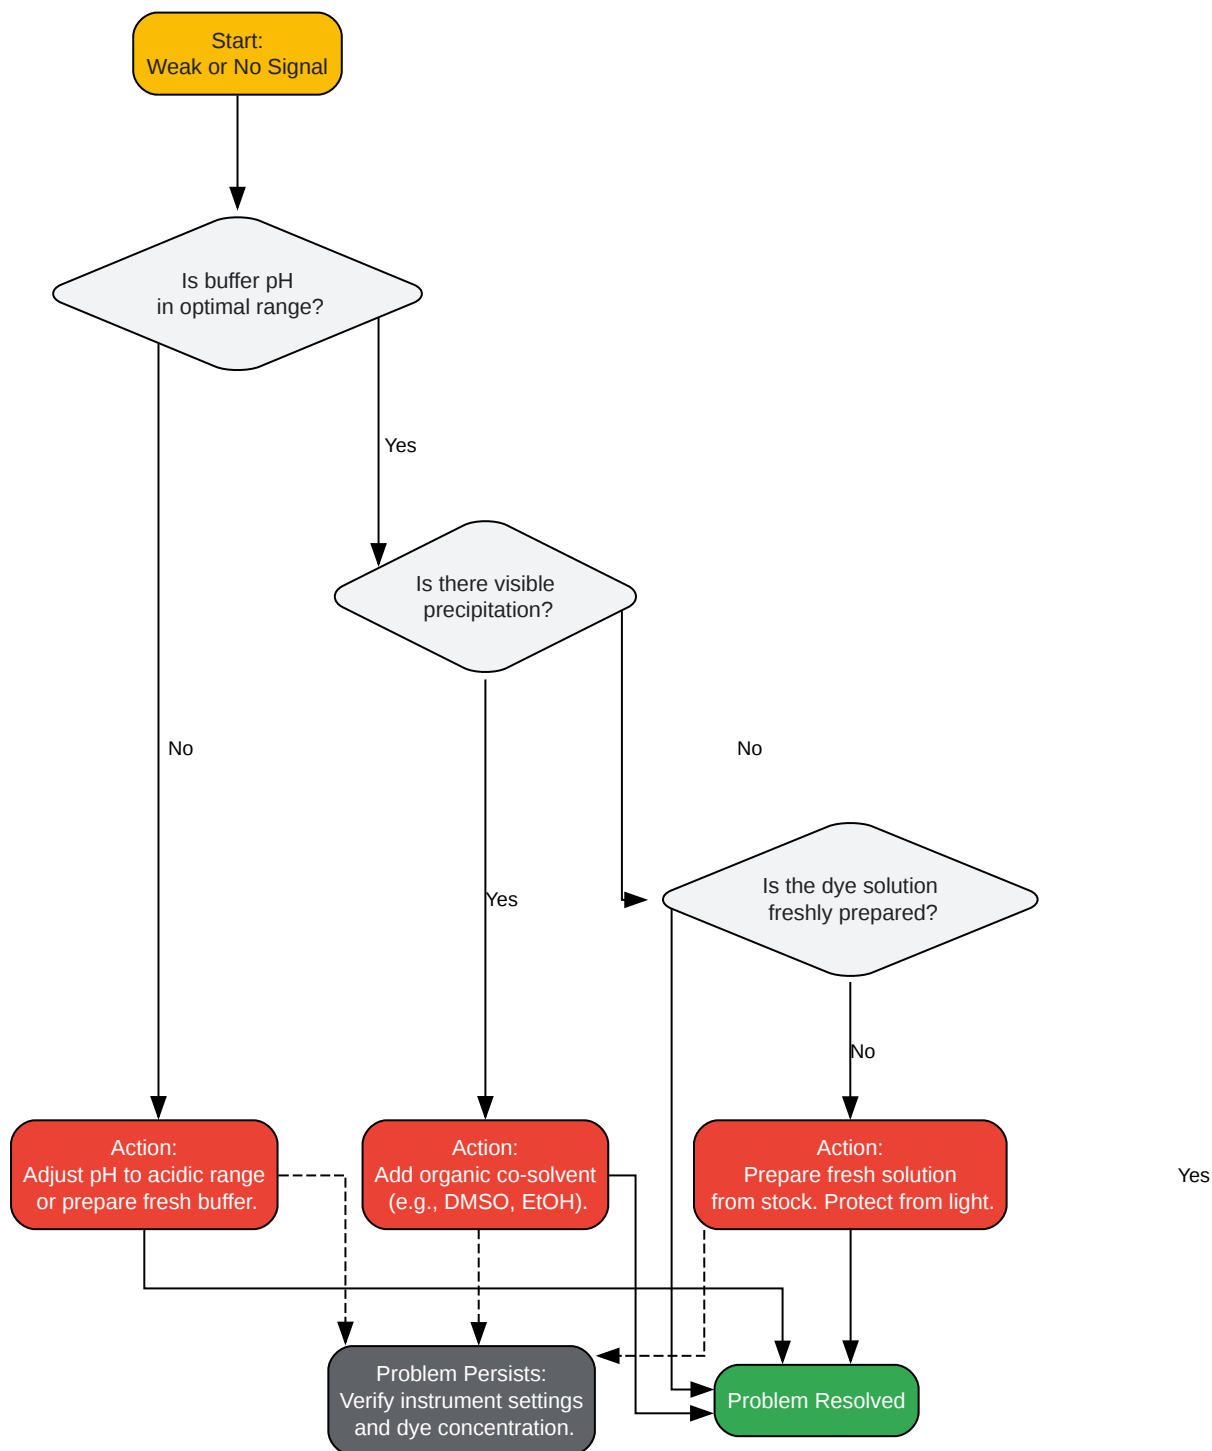 Start:
Weak or No Signal
Is buffer pH
in optimal range?
Yes
Is there visible
precipitation?
No
No
Is the dye solution
freshly prepared?
Yes
No
Action:
Adjust pH to acidic range
or prepare fresh buffer.
Action:
Add organic co-solvent
(e.g., DMSO, EtOH).
Action:
Prepare fresh solution
from stock. Protect from light.
Yes
Problem Persists:
Verify instrument settings
and dye concentration.
Problem Resolved